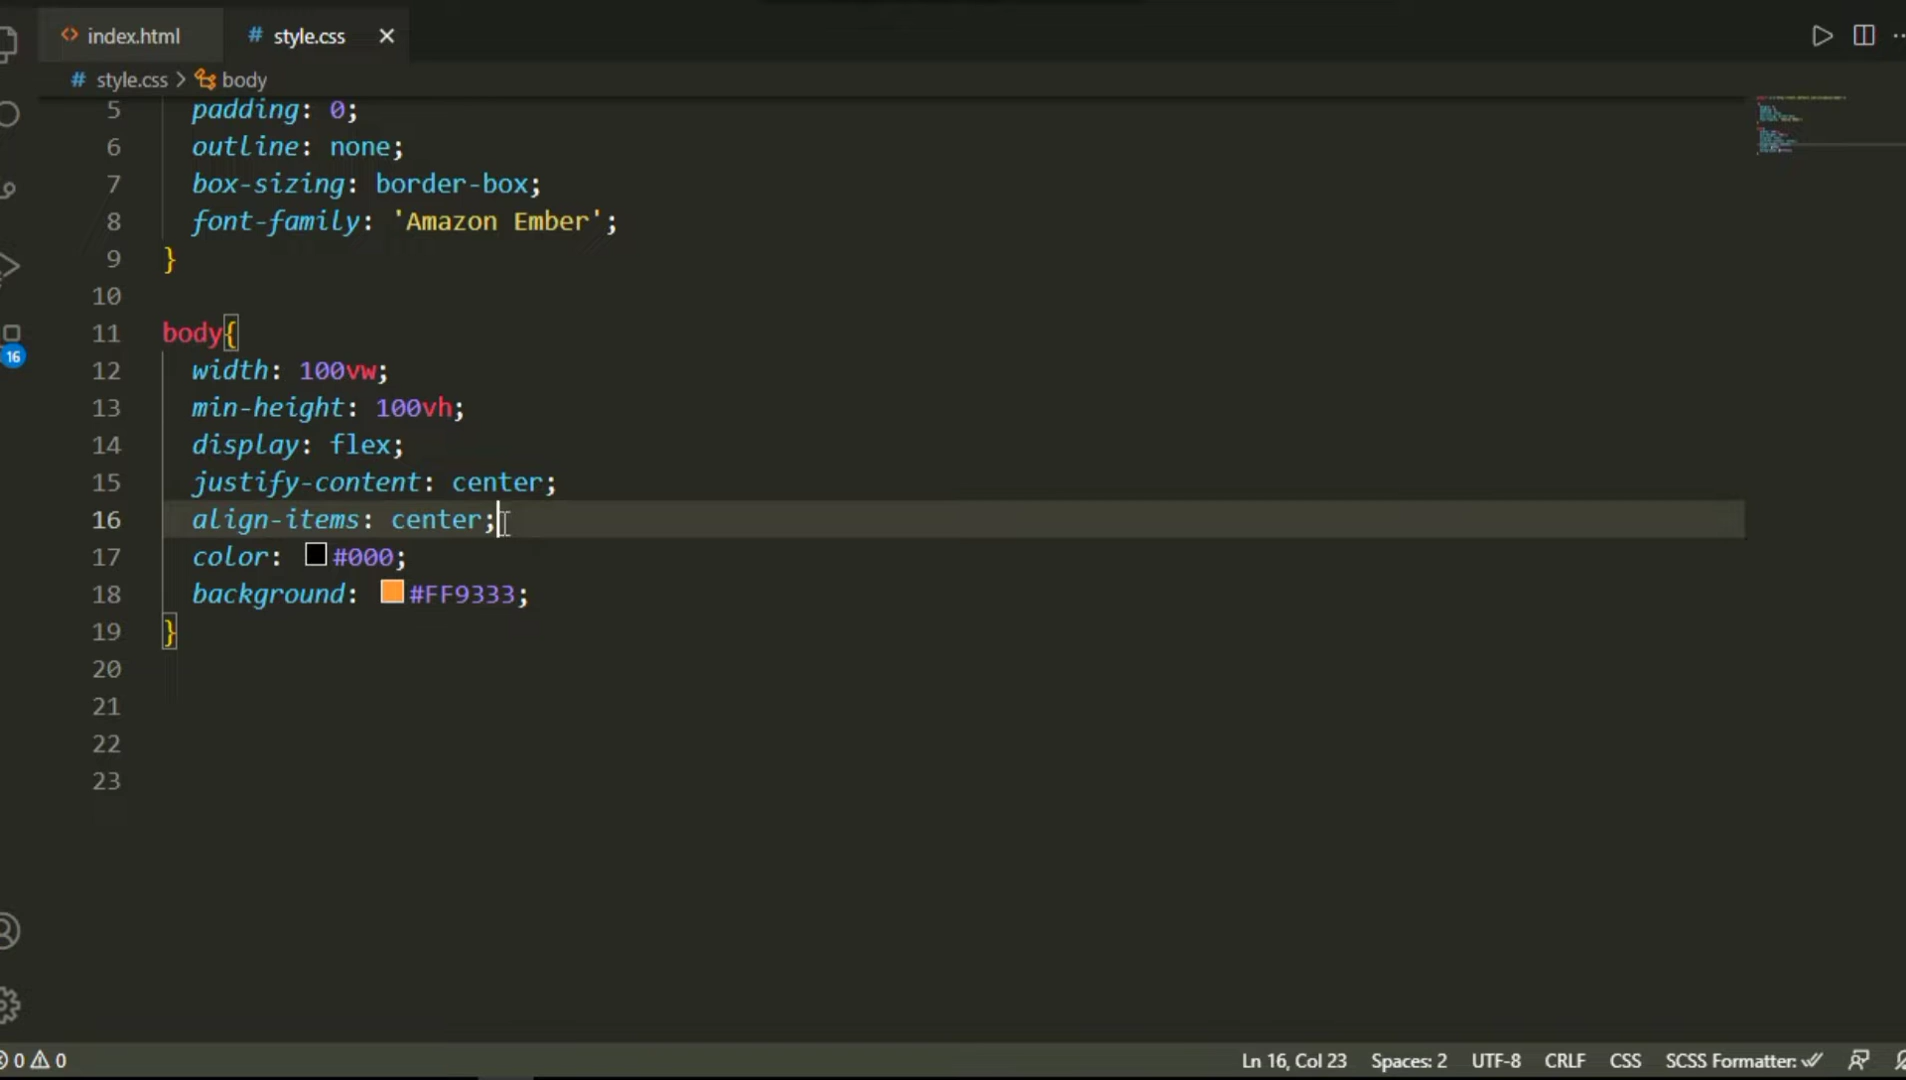 index.html
style.css
style.css > body
5 padding: 0;
6 outline: none;
7 box-sizing: border-box;
8 font-family: 'Amazon Ember';
9 }
10
11 body{
12 width: 100vw;
13 min-height: 100vh;
14 display: flex;
15 justify-content: center;
16 align-items: center;
17 color: #000;
18 background: #FF9333;
19 }
20
21
22
23
16
0 0
Ln 16, Col 23 Spaces: 2 UTF-8 CRLF CSS SCSS Formatter: